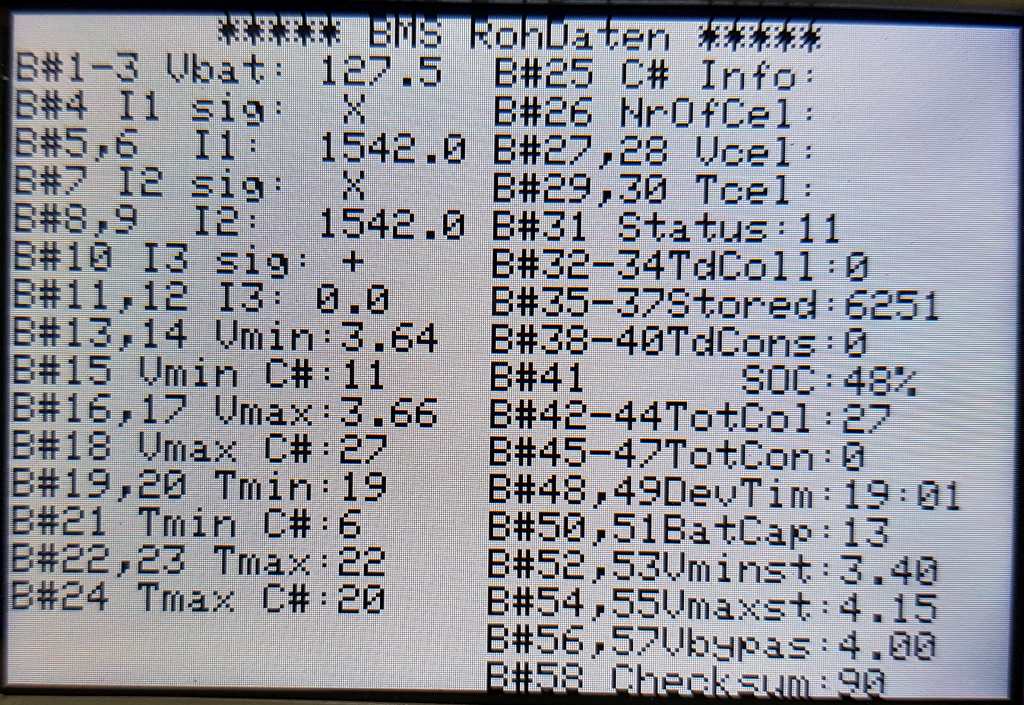 ***** BMS RohDaten *****
B#1-3 Vbat: 127.5
B#4 I1 sig: X
B#5,6 I1: 1542.0
B#7 I2 sig: X
B#8,9 I2: 1542.0
B#10 I3 sig: +
B#11,12 I3: 0.0
B#13,14 Vmin:3.64
B#15 Vmin C#:11
B#16,17 Vmax:3.66
B#18 Vmax C#:27
B#19,20 Tmin:19
B#21 Tmin C#:6
B#22,23 Tmax:22
B#24 Tmax C#:20
B#25 C# Info:
B#26 NrOfCel:
B#27,28 Vcel:
B#29,30 Tcel:
B#31 Status:11
B#32-34TdColl:0
B#35-37Stored:6251
B#38-40TdCons:0
B#41 SOC:48%
B#42-44TotCol:27
B#45-47TotCon:0
B#48,49DevTim:19:01
B#50,51BatCap:13
B#52,53Vminst:3.40
B#54,55Vmaxst:4.15
B#56,57Vbypas:4.00
B#58 Checksum:90